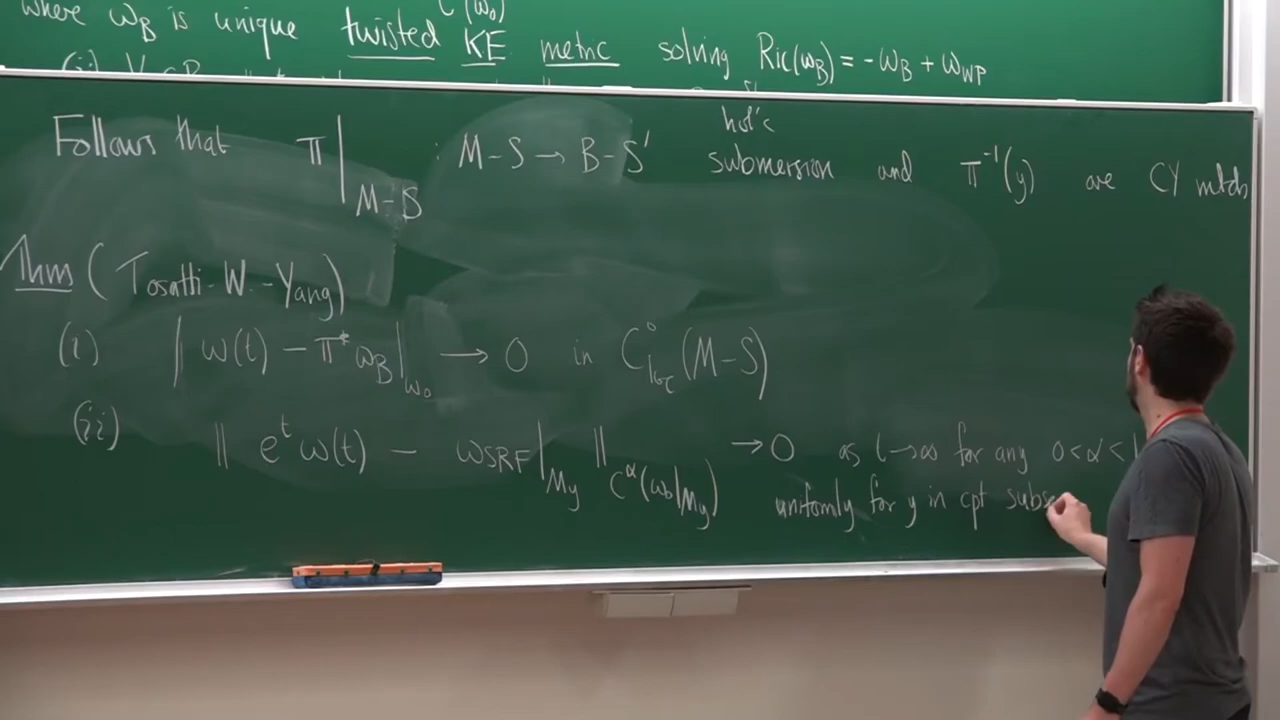 where ω_B is unique twisted KE metric solving Ric(ω_B) = -ω_B + ω_WP
Follows that π|_{M-B} : M-S → B-S' hol'c submersion and π^{-1}(y) are CY mtds
Thm (Tosatti-W.-Yang)
(i) | ω(t) - π^* ω_B |_{ω_0} → 0 in C^0_{loc} (M-S)
(ii) || e^t ω(t) - ω_SRF|_{M_y} ||_{C^α(ω_0|_{M_y})} → 0 as t→∞ for any 0<α<1
uniformly for y in cpt subse